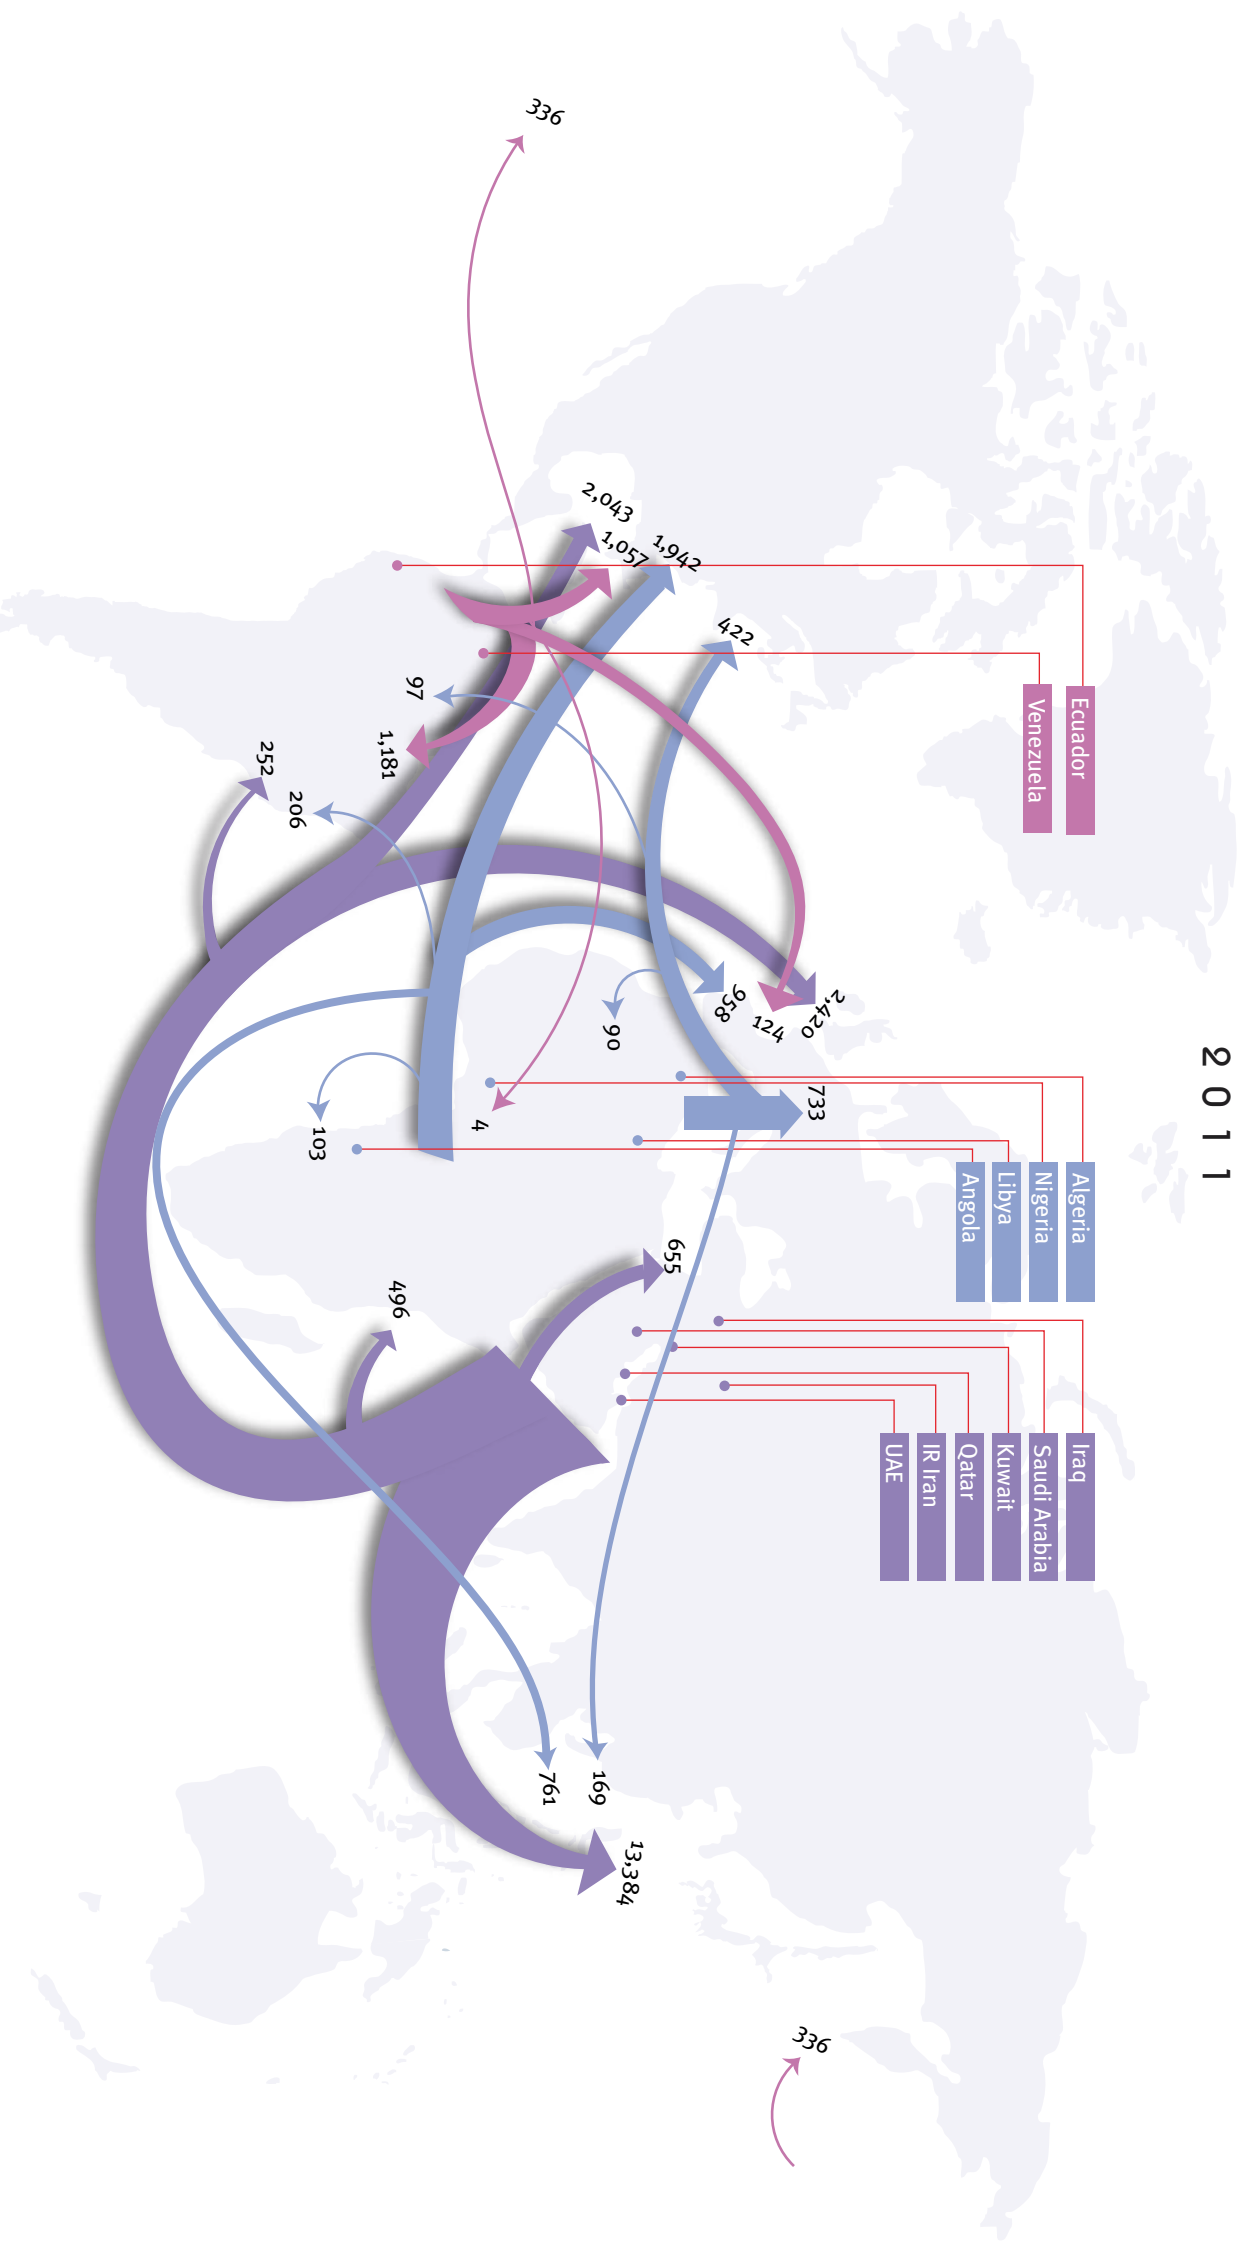 2011
Ecuador
Venezuela
Algeria
Nigeria
Libya
Angola
Iraq
Saudi Arabia
Kuwait
Qatar
IR Iran
UAE
336
2,043
1,057
1,942
422
97
1,181
252
206
958
124
2,420
90
733
4
103
655
496
761
169
13,384
336